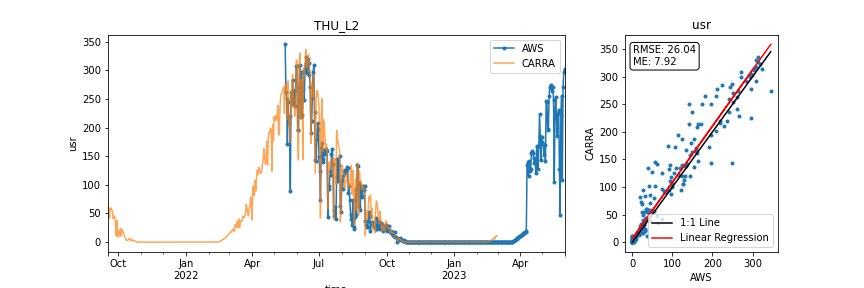 THU_L2
usr
350
300
250
200
150
100
50
0
usr
AWS
CARRA
Oct
Jan
2022
Apr
Jul
Oct
Jan
2023
Apr
usr
RMSE: 26.04
ME: 7.92
350
300
250
200
150
100
50
0
CARRA
1:1 Line
Linear Regression
0
100
200
300
AWS